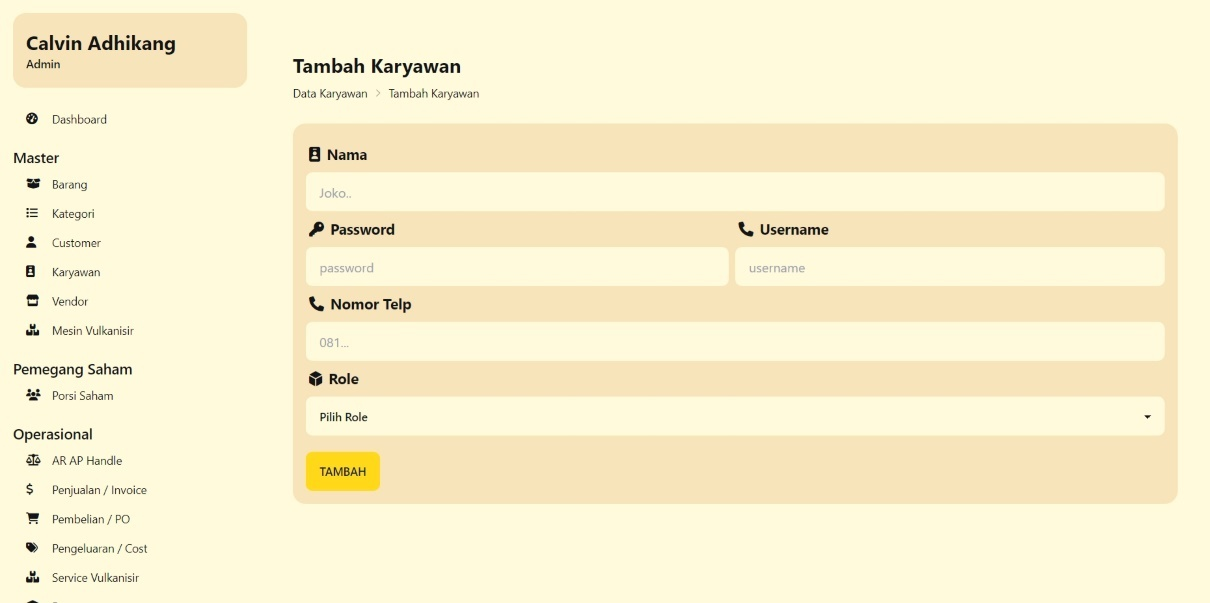 Calvin Adhikang
Admin
Dashboard
Master
Barang
Kategori
Customer
Karyawan
Vendor
Mesin Vulkanisir
Pemegang Saham
Porsi Saham
Operasional
AR AP Handle
Penjualan / Invoice
Pembelian / PO
Pengeluaran / Cost
Service Vulkanisir
Tambah Karyawan
Data Karyawan > Tambah Karyawan
Nama
Joko..
Password Username
password username
Nomor Telp
081...
Role
Pilih Role
TAMBAH